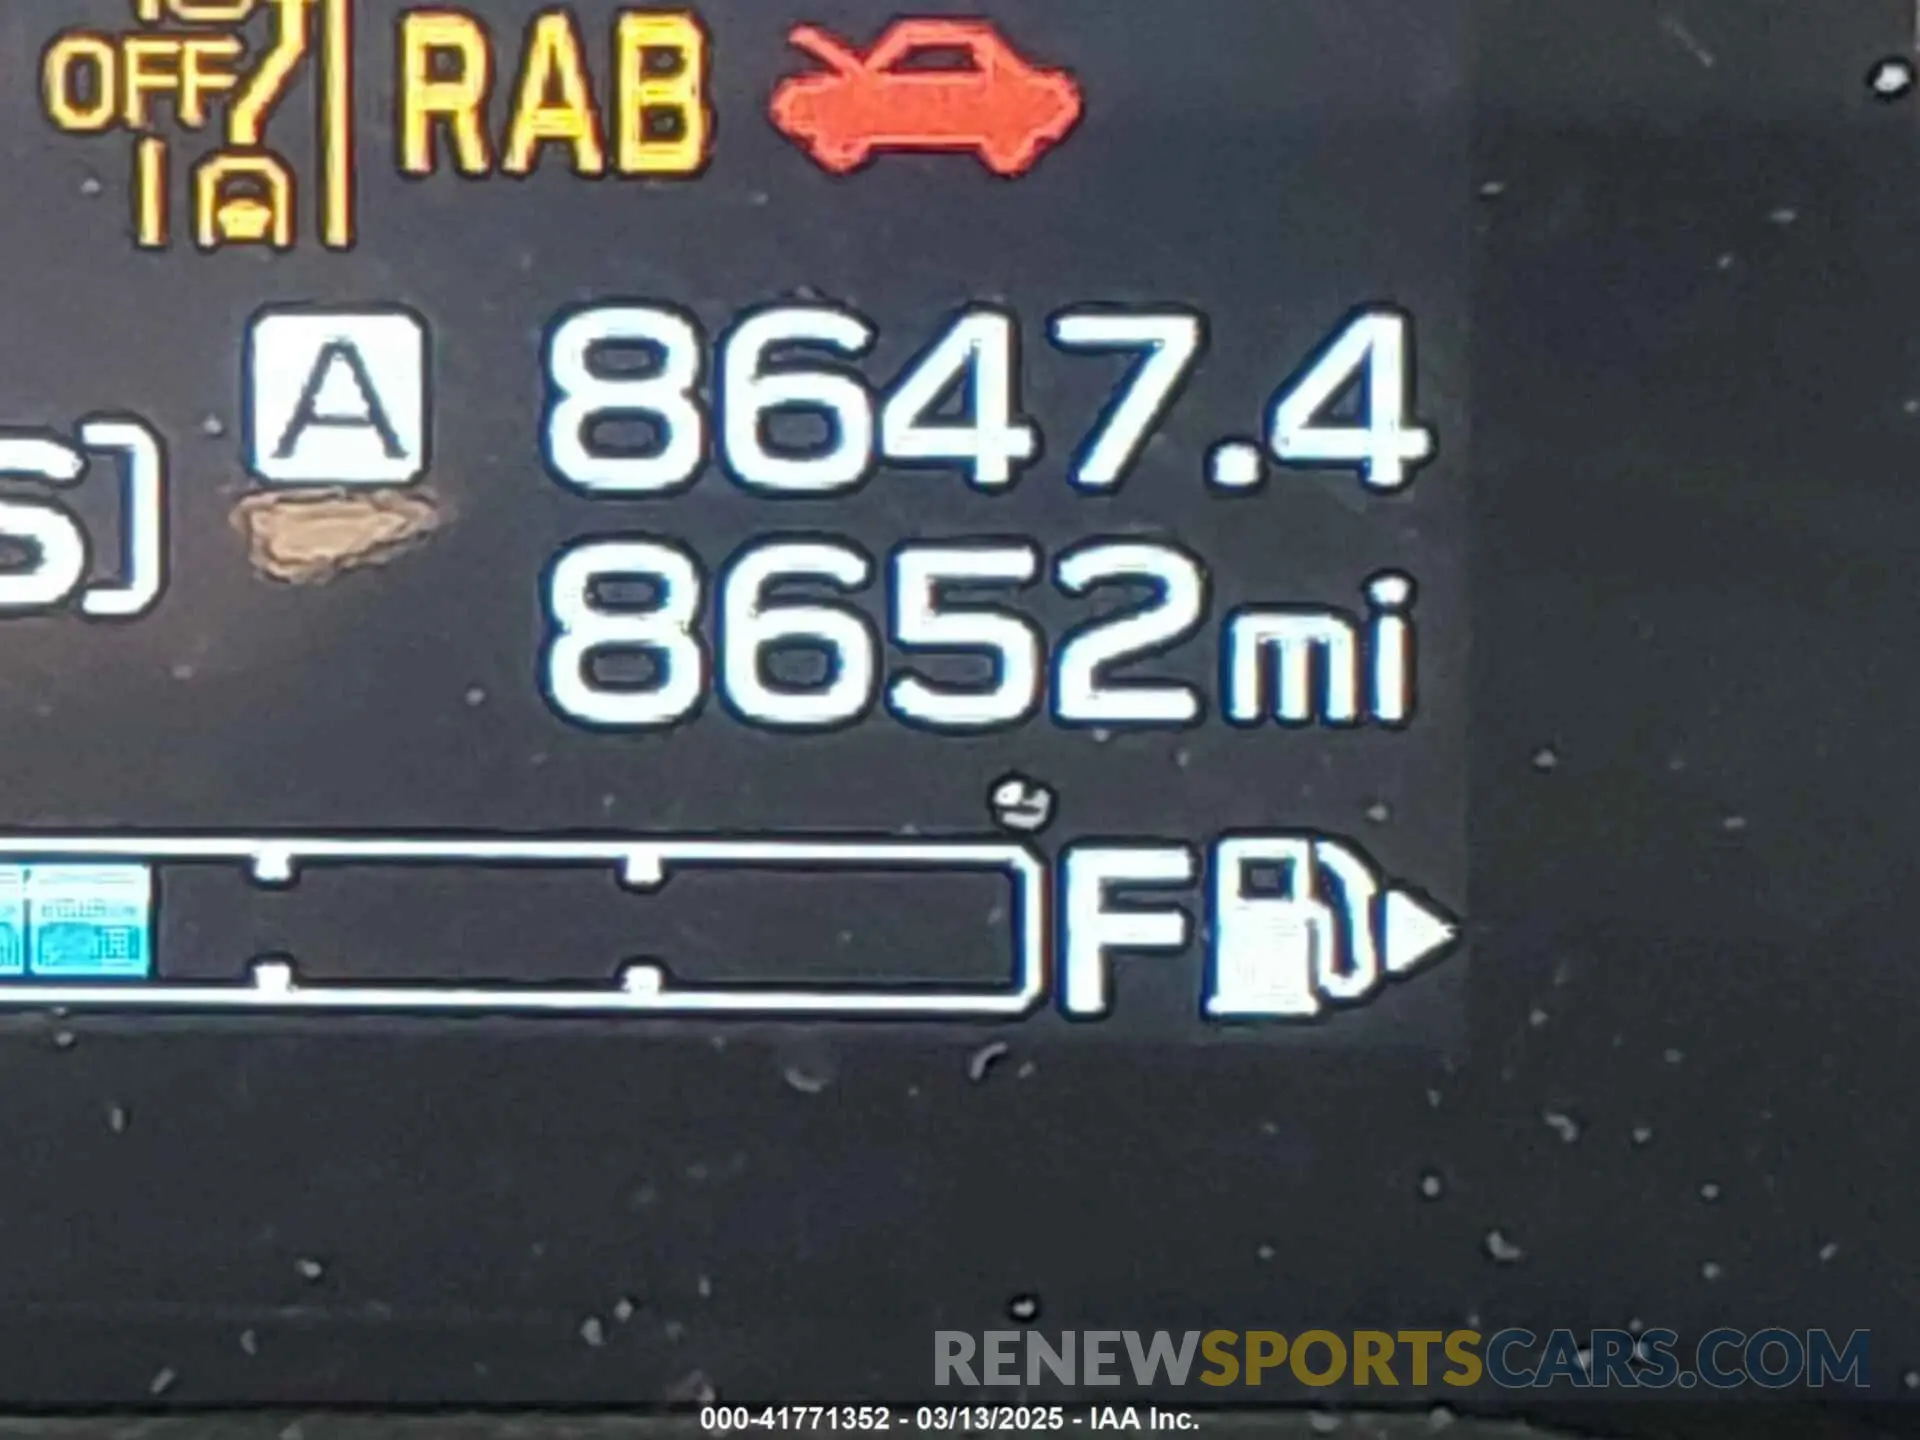 OFF RAB
A 8647.4
S]
8652mi
F
RENEWSPORTSCARS.COM
000-41771352 - 03/13/2025 - IAA Inc.